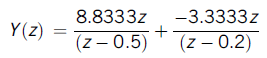 Y(z) = 8.8333z/(z – 0.5) + –3.3333z/(z – 0.2)